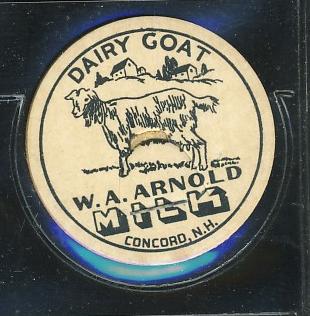 DAIRY GOAT
W. A. ARNOLD
MILK
CONCORD, N.H.